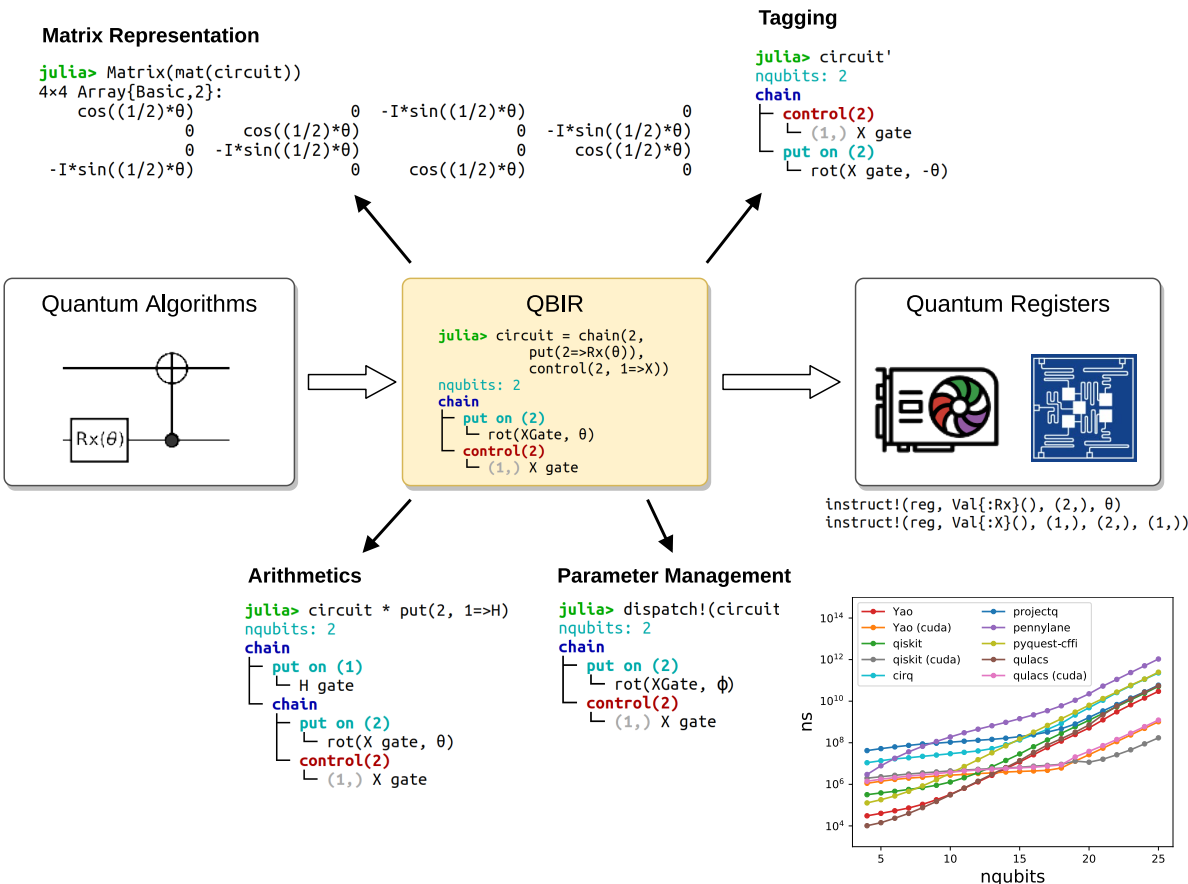 Matrix Representation
julia> Matrix(mat(circuit))
4×4 Array{Basic,2}:
cos((1/2)*θ) 0 -I*sin((1/2)*θ) 0
0 cos((1/2)*θ) 0 -I*sin((1/2)*θ)
0 -I*sin((1/2)*θ) 0 cos((1/2)*θ)
-I*sin((1/2)*θ) 0 cos((1/2)*θ) 0
Tagging
julia> circuit'
nqubits: 2
chain
├─ control(2)
│  └─ (1,) X gate
└─ put on (2)
   └─ rot(X gate, -θ)
Quantum Algorithms
Rx(θ)
QBIR
julia> circuit = chain(2,
put(2=>Rx(θ)),
control(2, 1=>X))
nqubits: 2
chain
├─ put on (2)
│  └─ rot(XGate, θ)
└─ control(2)
   └─ (1,) X gate
Quantum Registers
instruct!(reg, Val{:Rx}(), (2,), θ)
instruct!(reg, Val{:X}(), (1,), (2,), (1,))
Arithmetics
julia> circuit * put(2, 1=>H)
nqubits: 2
chain
├─ put on (1)
│  └─ H gate
└─ chain
   ├─ put on (2)
   │  └─ rot(X gate, θ)
   └─ control(2)
      └─ (1,) X gate
Parameter Management
julia> dispatch!(circuit
nqubits: 2
chain
├─ put on (2)
│  └─ rot(XGate, ϕ)
└─ control(2)
   └─ (1,) X gate
Yao
Yao (cuda)
qiskit
qiskit (cuda)
cirq
projectq
pennylane
pyquest-cffi
qulacs
qulacs (cuda)
10¹⁴
10¹²
10¹⁰
10⁸
10⁶
10⁴
ns
5 10 15 20 25
nqubits